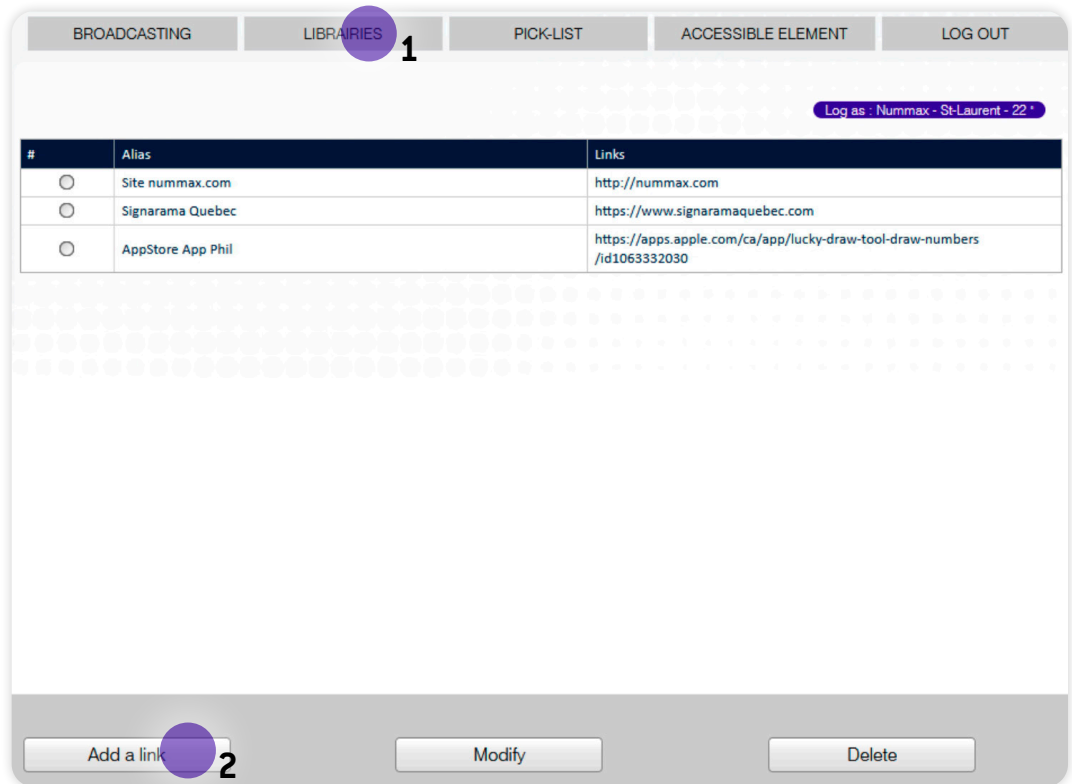 BROADCASTING LIBRAIRIES PICK-LIST ACCESSIBLE ELEMENT LOG OUT
1
Log as : Nummax - St-Laurent - 22 *
# Alias Links
Site nummax.com http://nummax.com
Signarama Quebec https://www.signaramaquebec.com
AppStore App Phil https://apps.apple.com/ca/app/lucky-draw-tool-draw-numbers
/id1063332030
Add a link 2 Modify Delete